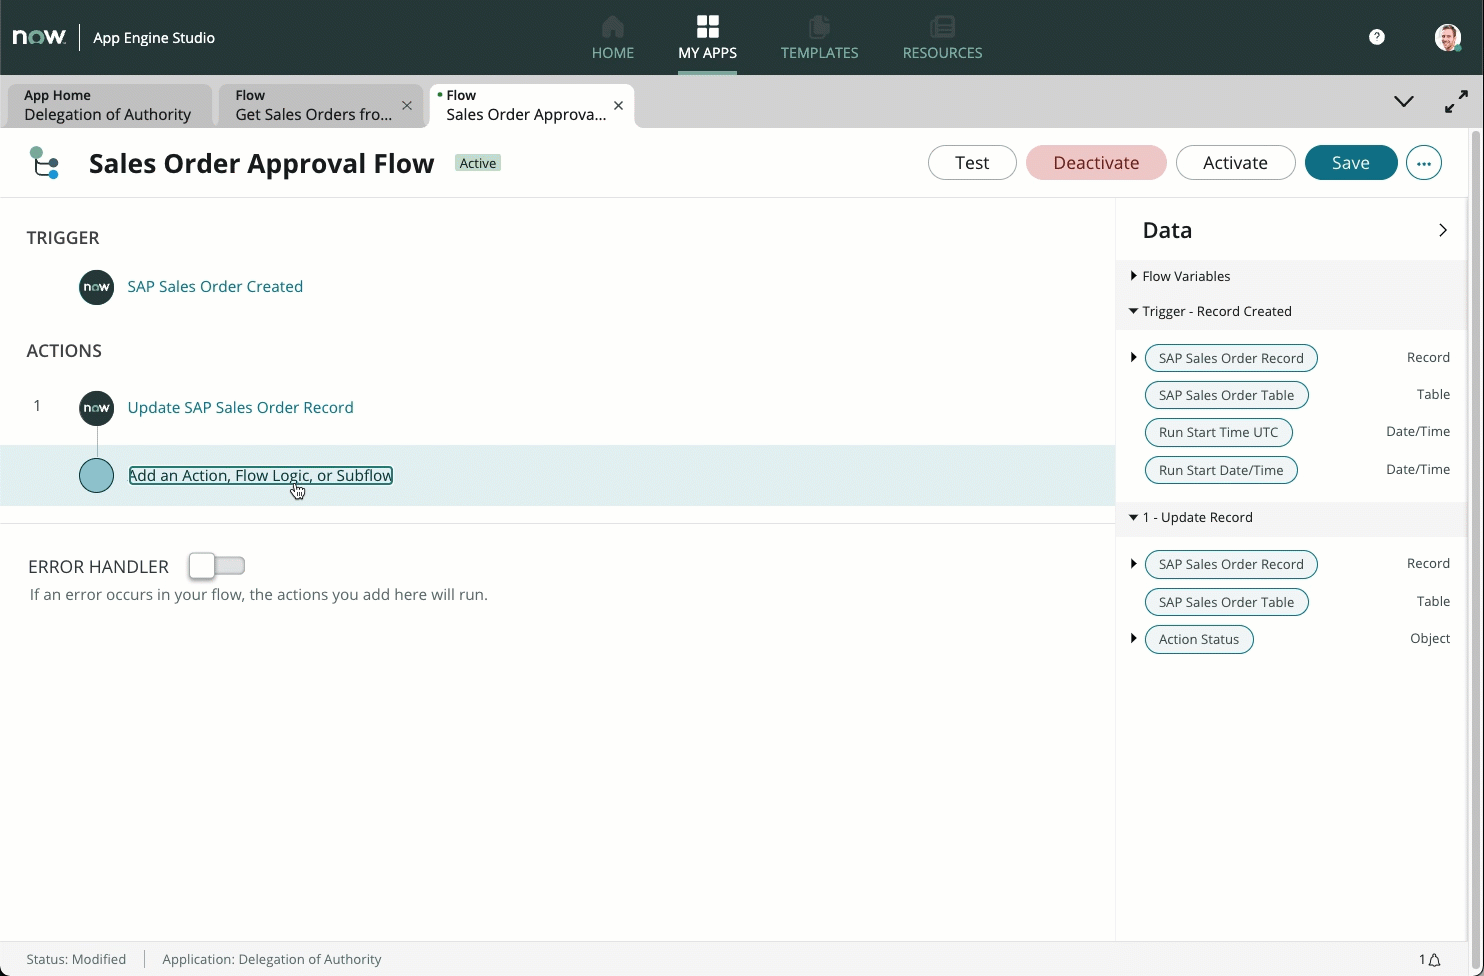 now.
App Engine Studio
HOME
MY APPS
TEMPLATES
RESOURCES
?
App Home
Delegation of Authority
Flow
Get Sales Orders fro...
Flow
Sales Order Approva...
Sales Order Approval Flow
Active
Test
Deactivate
Activate
Save
...
TRIGGER
now
SAP Sales Order Created
ACTIONS
1
now
Update SAP Sales Order Record
Add an Action, Flow Logic, or Subflow
ERROR HANDLER
If an error occurs in your flow, the actions you add here will run.
Data
Flow Variables
Trigger - Record Created
SAP Sales Order Record Record
SAP Sales Order Table Table
Run Start Time UTC Date/Time
Run Start Date/Time Date/Time
1 - Update Record
SAP Sales Order Record Record
SAP Sales Order Table Table
Action Status Object
Status: Modified
Application: Delegation of Authority
1